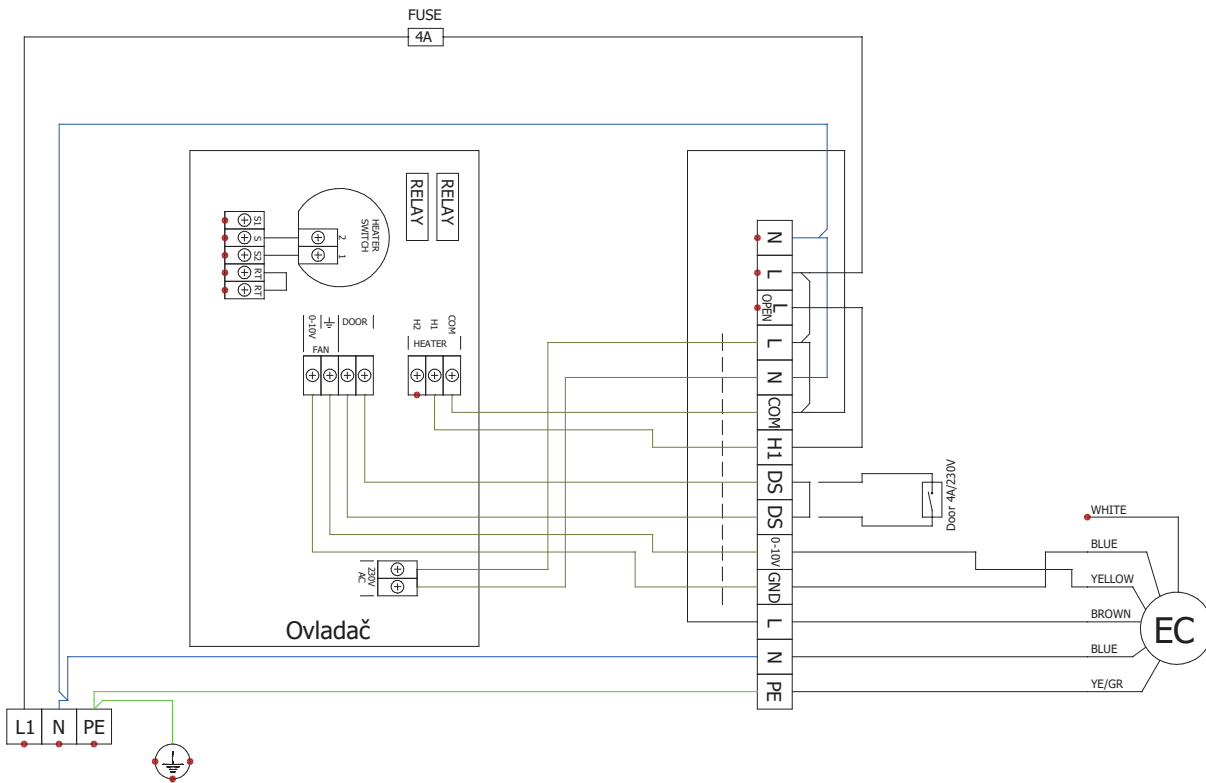 FUSE
4A
RELAY
RELAY
HEATER
SWITCH
2
1
S1
S
S2
RT
RT
0-10V
DOOR
FAN
H2
H1
COM
HEATER
230V
AC
Ovladač
N
L
L
OPEN
L
N
COM
H1
DS
DS
0-10V
GND
L
N
PE
Door 4A/230V
WHITE
BLUE
YELLOW
BROWN
BLUE
YE/GR
EC
L1
N
PE